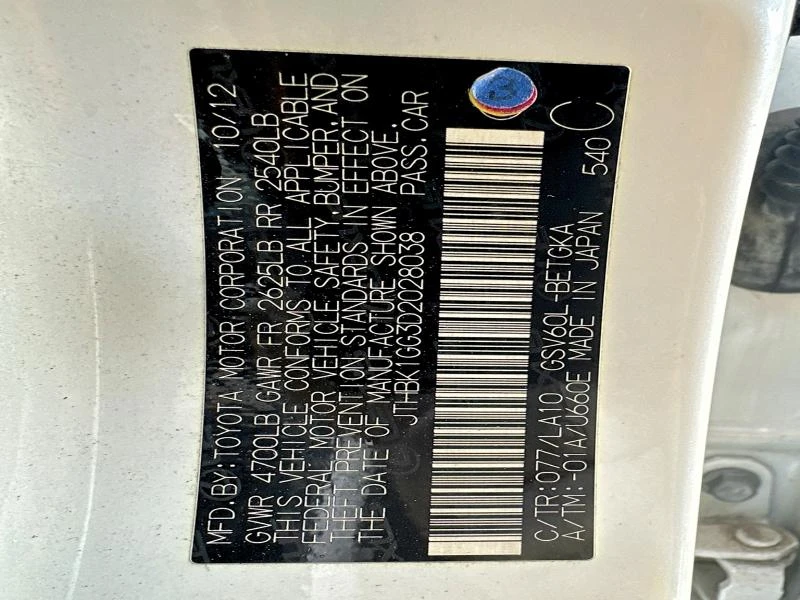 MFD.BY:TOYOTA MOTOR CORPORATION 10/12
GVWR 4700LB GAWR FR 2625LB RR 2540LB
THIS VEHICLE CONFORMS TO ALL APPLICABLE
FEDERAL MOTOR VEHICLE SAFETY,BUMPER,AND
THEFT PREVENTION STANDARDS IN EFFECT ON
THE DATE OF MANUFACTURE SHOWN ABOVE.
JTHBK1GG3D2028038 PASS.CAR
C/TR:077/LA10 GSV60L-BETGKA
A/TM:-01A/U660E MADE IN JAPAN 540 C